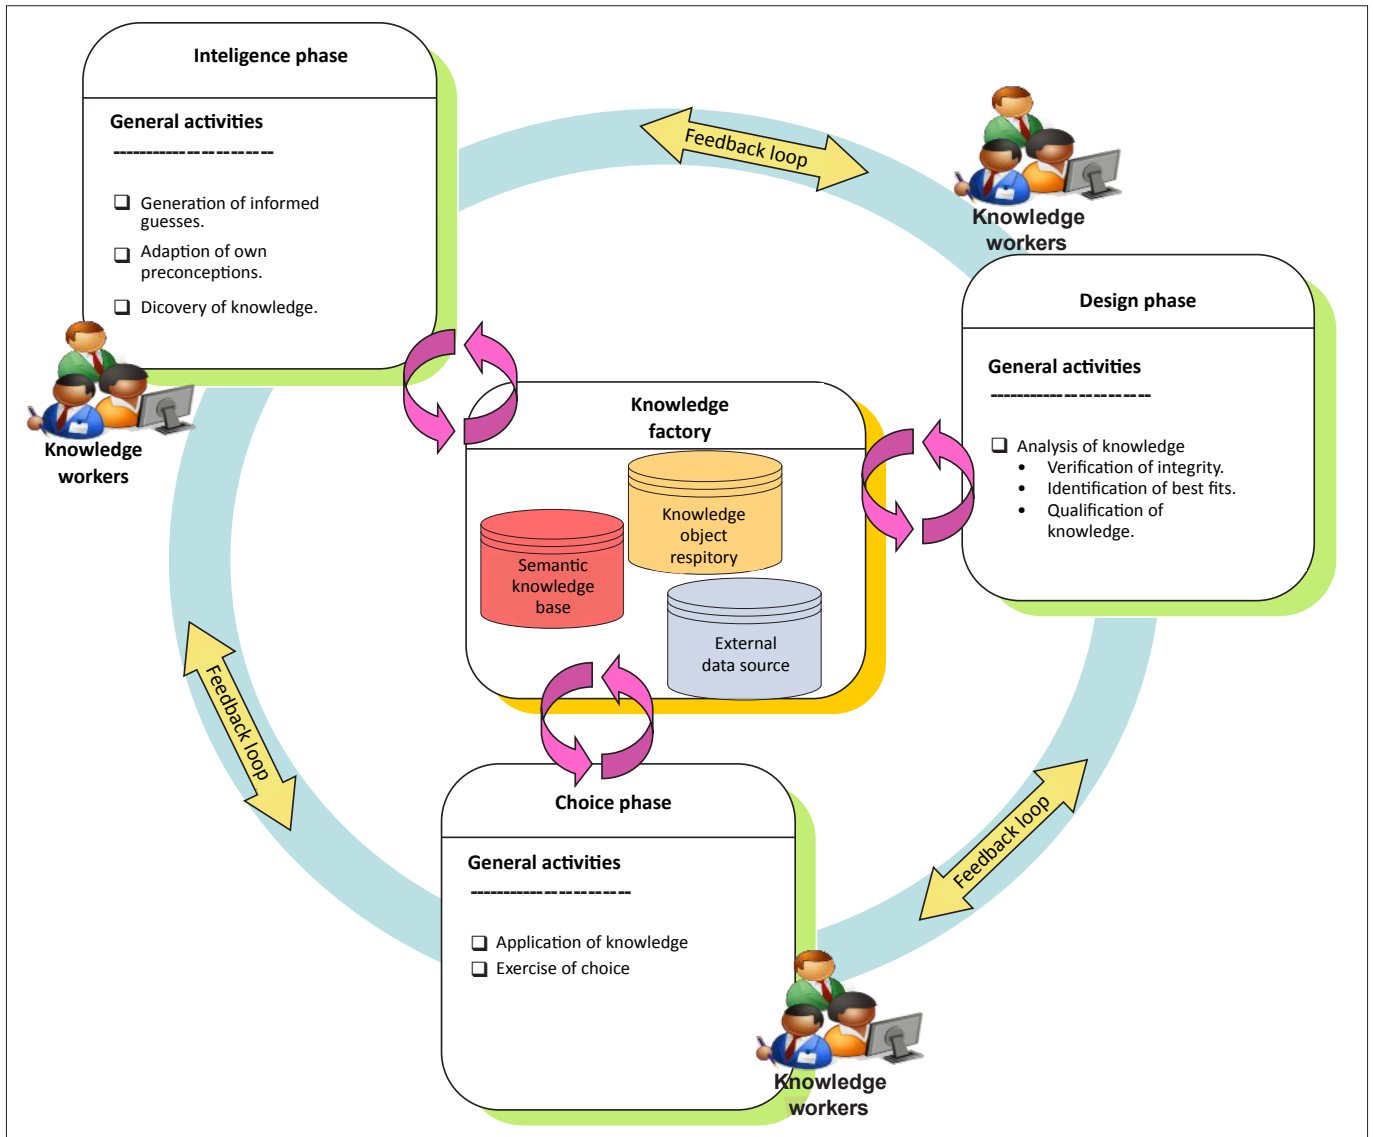 Inteligence phase
General activities
------------------------
❑ Generation of informed
guesses.
❑ Adaption of own
preconceptions.
❑ Dicovery of knowledge.
Knowledge
workers
Feedback loop
Knowledge
workers
Design phase
General activities
------------------------
❑ Analysis of knowledge
• Verification of integrity.
• Identification of best fits.
• Qualification of
knowledge.
Knowledge
factory
Knowledge
object
respitory
Semantic
knowledge
base
External
data source
Feedback loop
Feedback loop
Choice phase
General activities
------------------------
❑ Application of knowledge
❑ Exercise of choice
Knowledge
workers